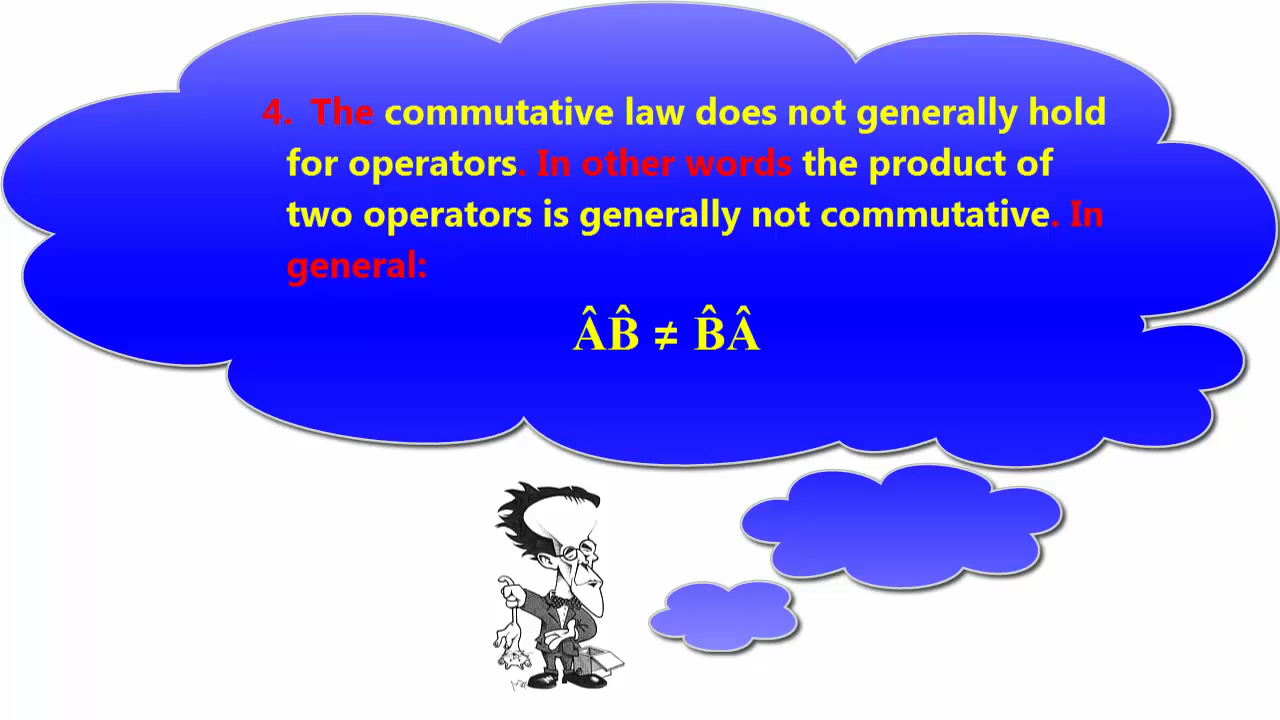 4. The commutative law does not generally hold
for operators. In other words the product of
two operators is generally not commutative. In
general:
ÂB̂ ≠ B̂Â